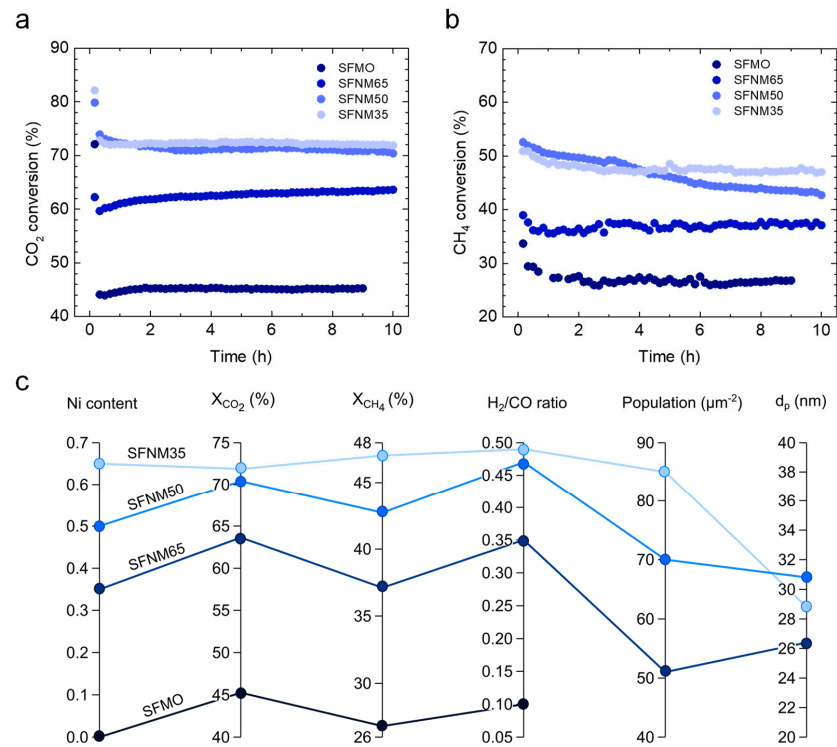 a
CO2 conversion (%)
90
80
70
60
50
40
0
2
4
6
8
10
Time (h)
SFMO
SFNM65
SFNM50
SFNM35
b
CH4 conversion (%)
70
60
50
40
30
20
0
2
4
6
8
10
Time (h)
SFMO
SFNM65
SFNM50
SFNM35
c
Ni content
XCO2 (%)
XCH4 (%)
H2/CO ratio
Population (µm-2)
dp (nm)
0.7
0.6
0.5
0.4
0.3
0.2
0.1
0.0
SFNM35
SFNM50
SFNM65
SFMO
75
70
65
60
55
50
45
40
48
45
40
35
30
26
0.50
0.45
0.40
0.35
0.30
0.25
0.20
0.15
0.10
0.05
90
80
70
60
50
40
40
38
36
34
32
30
28
26
24
22
20